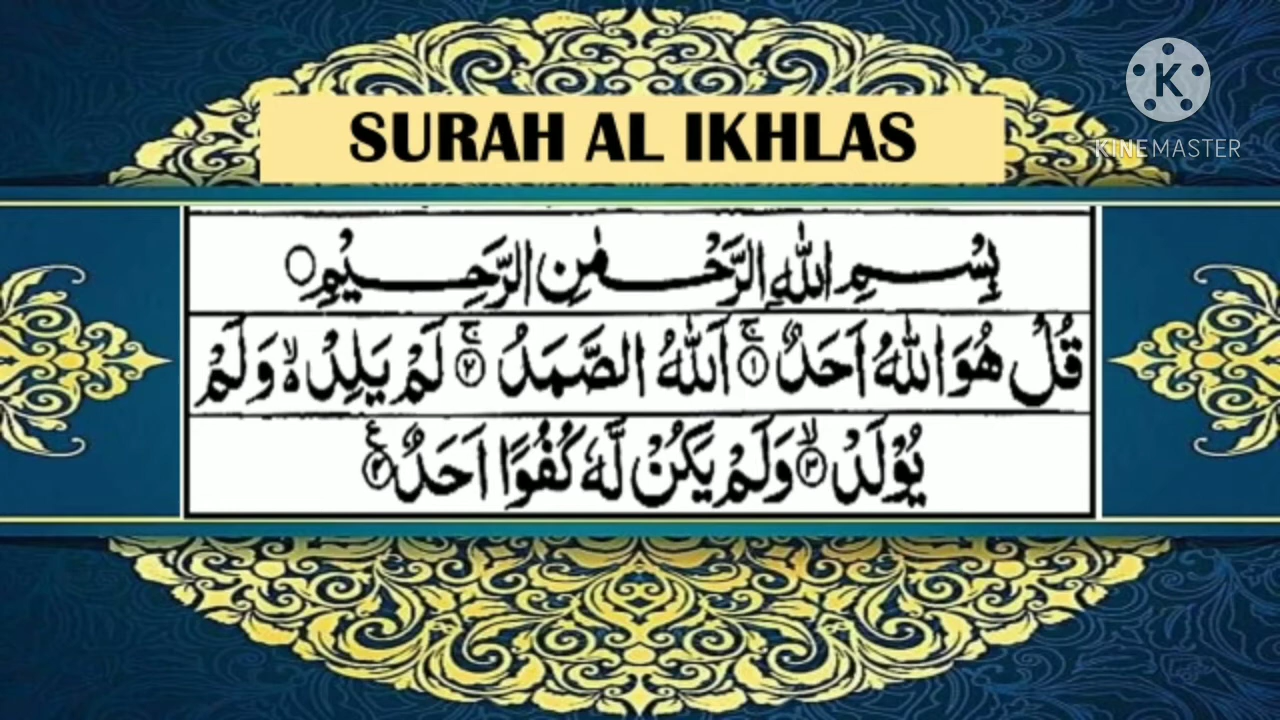 SURAH AL IKHLAS
K
KINEMASTER
بِسْمِ اللّٰهِ الرَّحْمٰنِ الرَّحِيْمِ ○
قُلْ هُوَ اللّٰهُ اَحَدٌ ۚ ۱ اَللّٰهُ الصَّمَدُ ۚ ۲ لَمْ يَلِدْ ۙ۬ وَلَمْ
يُوْلَدْ ۙ ۳ وَلَمْ يَكُنْ لَّهٗ كُفُوًا اَحَدٌ ع ۴